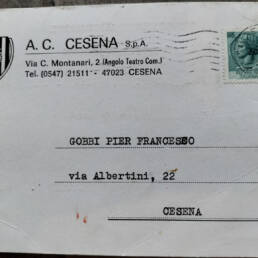 A. C. CESENA S.p.A.
Via C. Montanari, 2 (Angolo Teatro Com.)
Tel. (0547) 21511 - 47023 CESENA
GOBBI PIER FRANCESCO
via Albertini, 22
CESENA